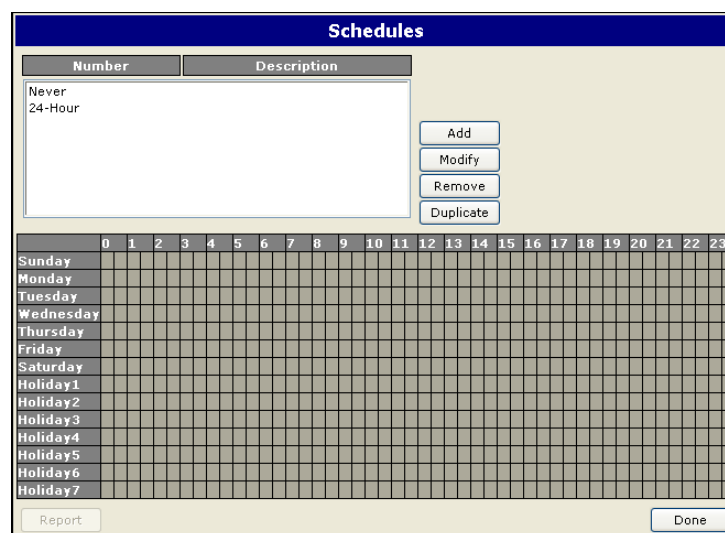 Schedules
Number Description
Never
24-Hour
Add
Modify
Remove
Duplicate
0 1 2 3 4 5 6 7 8 9 10 11 12 13 14 15 16 17 18 19 20 21 22 23
Sunday
Monday
Tuesday
Wednesday
Thursday
Friday
Saturday
Holiday1
Holiday2
Holiday3
Holiday4
Holiday5
Holiday6
Holiday7
Report Done